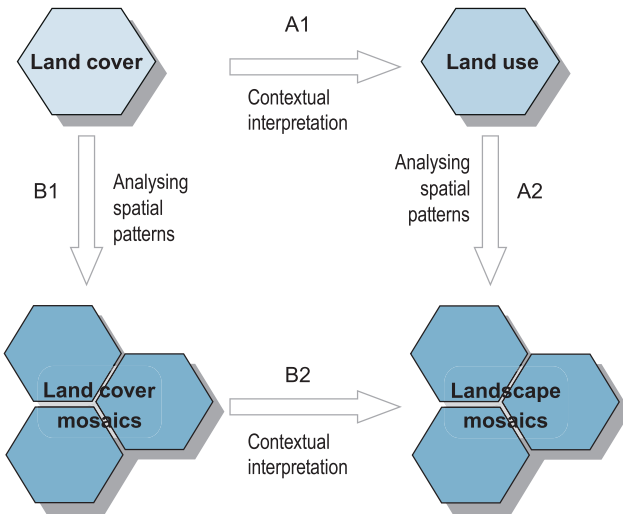 A1
Land cover
Land use
Contextual
interpretation
B1
Analysing
spatial
patterns
Analysing
spatial
patterns
A2
Land cover
mosaics
B2
Contextual
interpretation
Landscape
mosaics